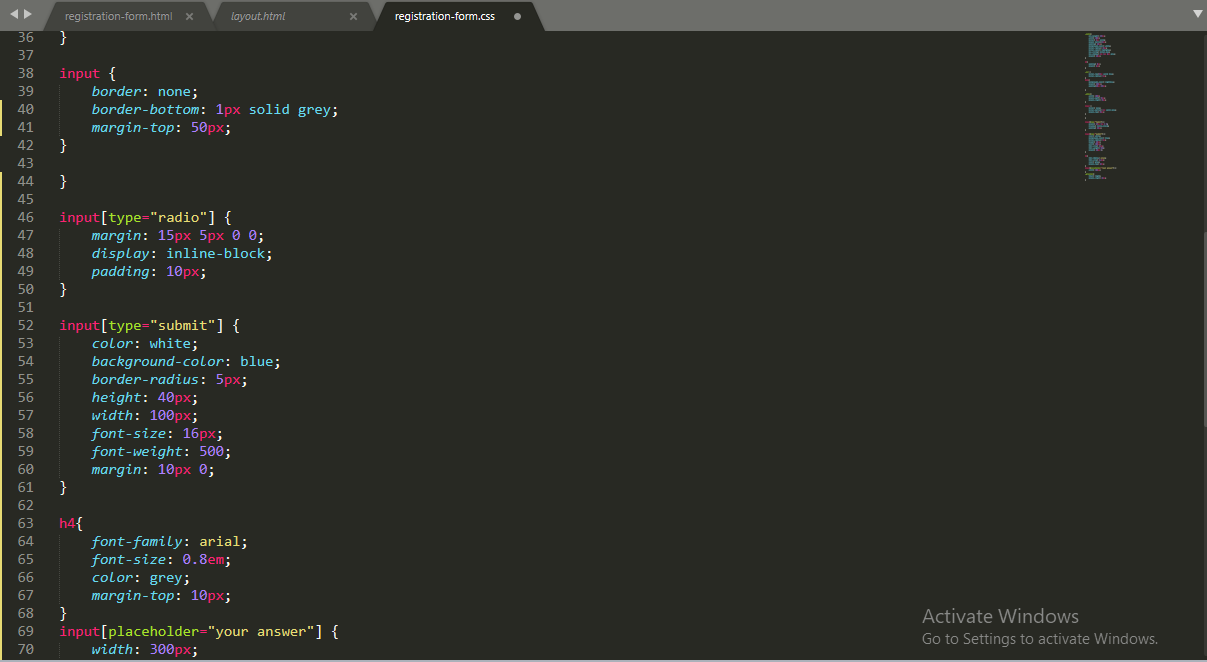 registration-form.html
layout.html
registration-form.css
36 }
37
38 input {
39     border: none;
40     border-bottom: 1px solid grey;
41     margin-top: 50px;
42 }
43
44 }
45
46 input[type="radio"] {
47     margin: 15px 5px 0 0;
48     display: inline-block;
49     padding: 10px;
50 }
51
52 input[type="submit"] {
53     color: white;
54     background-color: blue;
55     border-radius: 5px;
56     height: 40px;
57     width: 100px;
58     font-size: 16px;
59     font-weight: 500;
60     margin: 10px 0;
61 }
62
63 h4{
64     font-family: arial;
65     font-size: 0.8em;
66     color: grey;
67     margin-top: 10px;
68 }
69 input[placeholder="your answer"] {
70     width: 300px;
Activate Windows
Go to Settings to activate Windows.